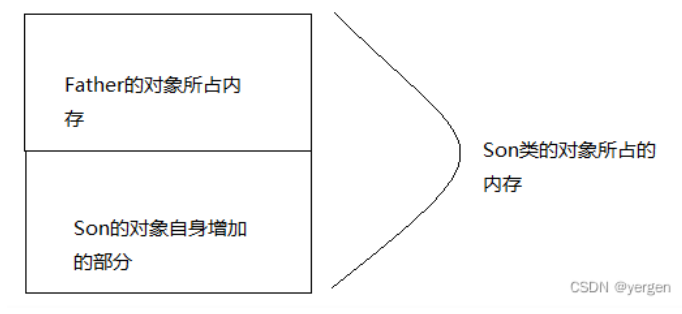 Father的对象所占内
存
Son类的对象所占的
内存
Son的对象自身增加
的部分
CSDN @yergen